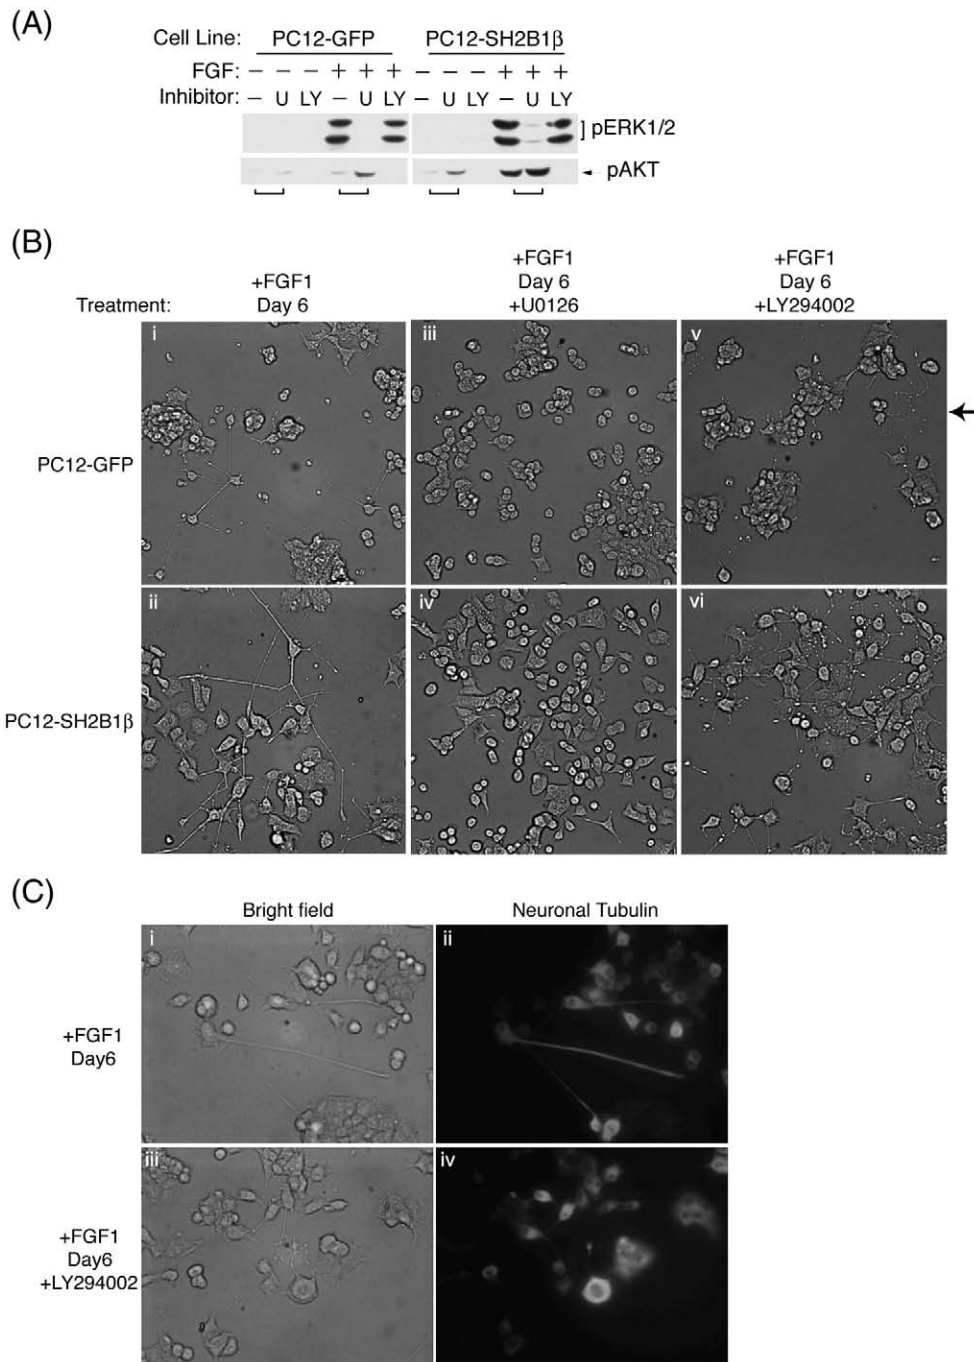 (A)
Cell Line: PC12-GFP PC12-SH2B1β
FGF: – – – + + + – – – + + +
Inhibitor: – U LY – U LY – U LY – U LY
pERK1/2
pAKT
(B)
Treatment:
+FGF1
Day 6
+FGF1
Day 6
+U0126
+FGF1
Day 6
+LY294002
PC12-GFP
i iii v
PC12-SH2B1β
ii iv vi
(C)
Bright field Neuronal Tubulin
+FGF1
Day6
i ii
+FGF1
Day6
+LY294002
iii iv